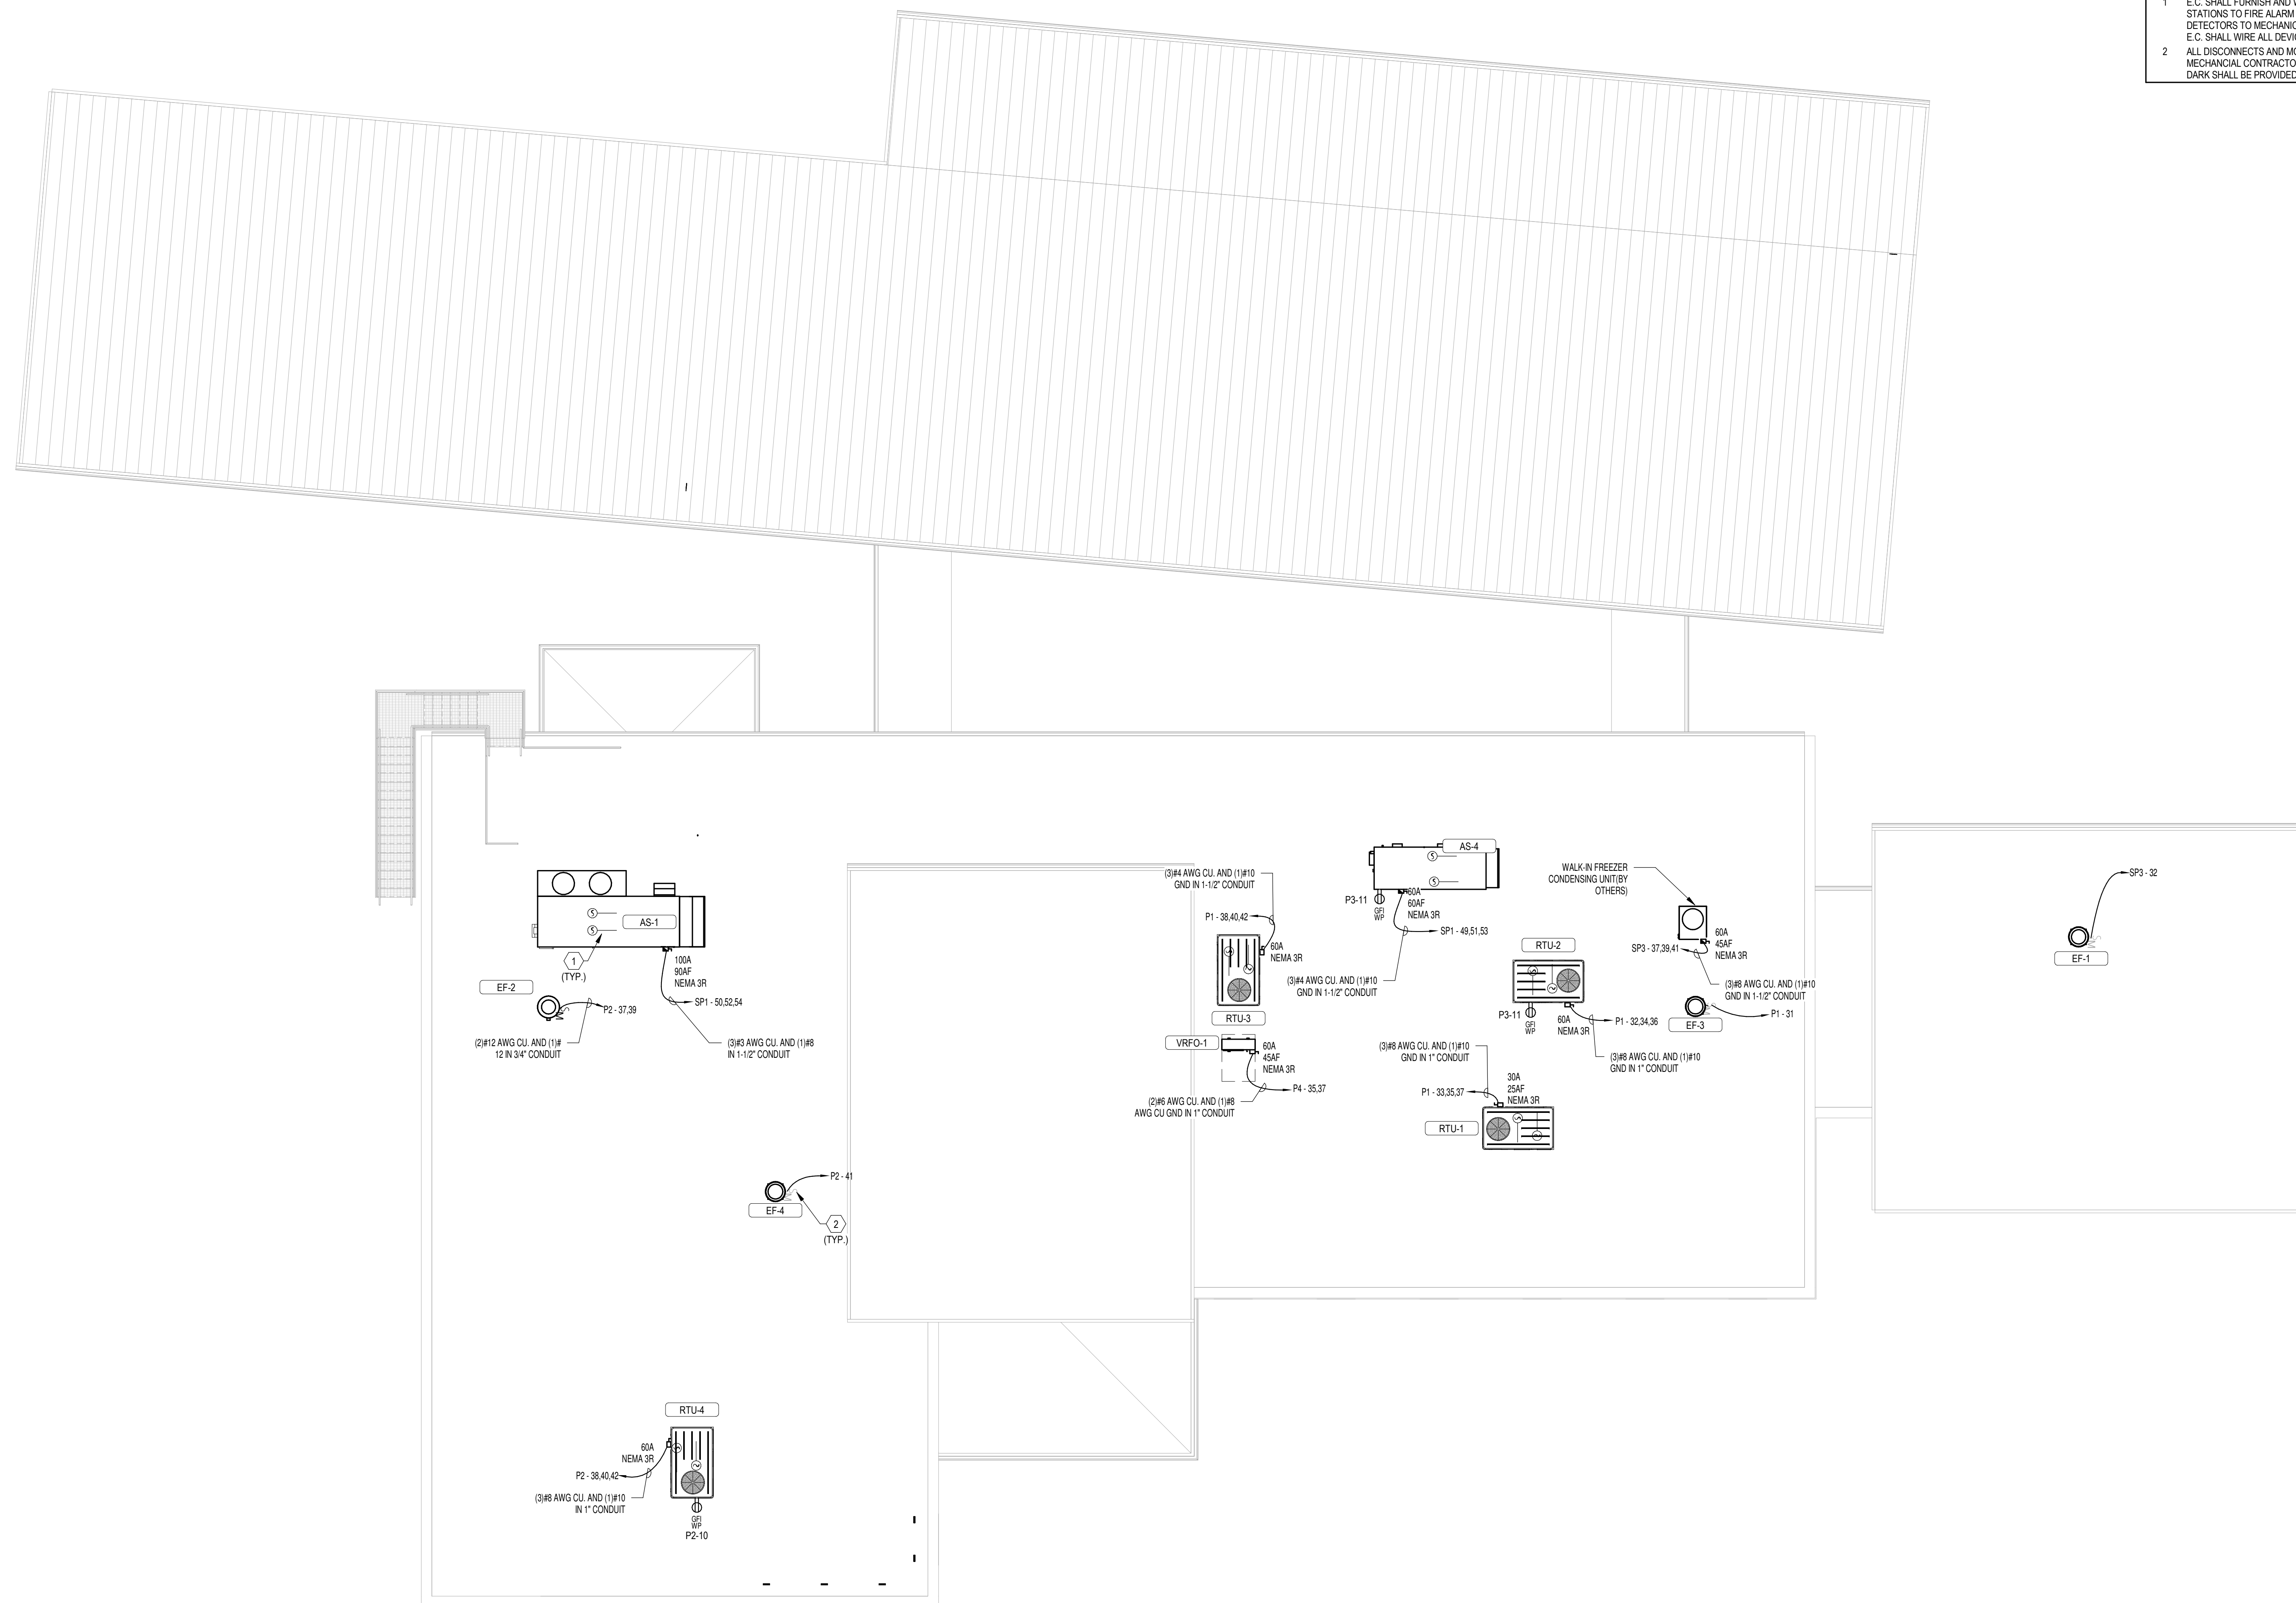 1 E.C. SHALL FURNISH AND
STATIONS TO FIRE ALARM
DETECTORS TO MECHANIC
E.C. SHALL WIRE ALL DEVIC
2 ALL DISCONNECTS AND MO
MECHANCIAL CONTRACTO
DARK SHALL BE PROVIDED
AS-4
(3)#4 AWG CU. AND (1)#10
GND IN 1-1/2" CONDUIT
P1 - 38,40,42
60A
NEMA 3R
RTU-3
P3-11
GFI
WP
60A
60AF
NEMA 3R
SP1 - 49,51,53
(3)#4 AWG CU. AND (1)#10
GND IN 1-1/2" CONDUIT
WALK-IN FREEZER
CONDENSING UNIT(BY
OTHERS)
60A
45AF
NEMA 3R
SP3 - 37,39,41
(3)#8 AWG CU. AND (1)#10
GND IN 1-1/2" CONDUIT
SP3 - 32
EF-1
AS-1
1
(TYP.)
100A
90AF
NEMA 3R
SP1 - 50,52,54
(3)#3 AWG CU. AND (1)#8
IN 1-1/2" CONDUIT
EF-2
P2 - 37,39
(2)#12 AWG CU. AND (1)#
12 IN 3/4" CONDUIT
RTU-2
P3-11
GFI
WP
60A
NEMA 3R
P1 - 32,34,36
(3)#8 AWG CU. AND (1)#10
GND IN 1" CONDUIT
EF-3
P1 - 31
VRFO-1
60A
45AF
NEMA 3R
P4 - 35,37
(2)#6 AWG CU. AND (1)#8
AWG CU GND IN 1" CONDUIT
(3)#8 AWG CU. AND (1)#10
GND IN 1" CONDUIT
P1 - 33,35,37
30A
25AF
NEMA 3R
RTU-1
P2 - 41
EF-4
2
(TYP.)
RTU-4
60A
NEMA 3R
P2 - 38,40,42
(3)#8 AWG CU. AND (1)#10
IN 1" CONDUIT
GFI
WP
P2-10